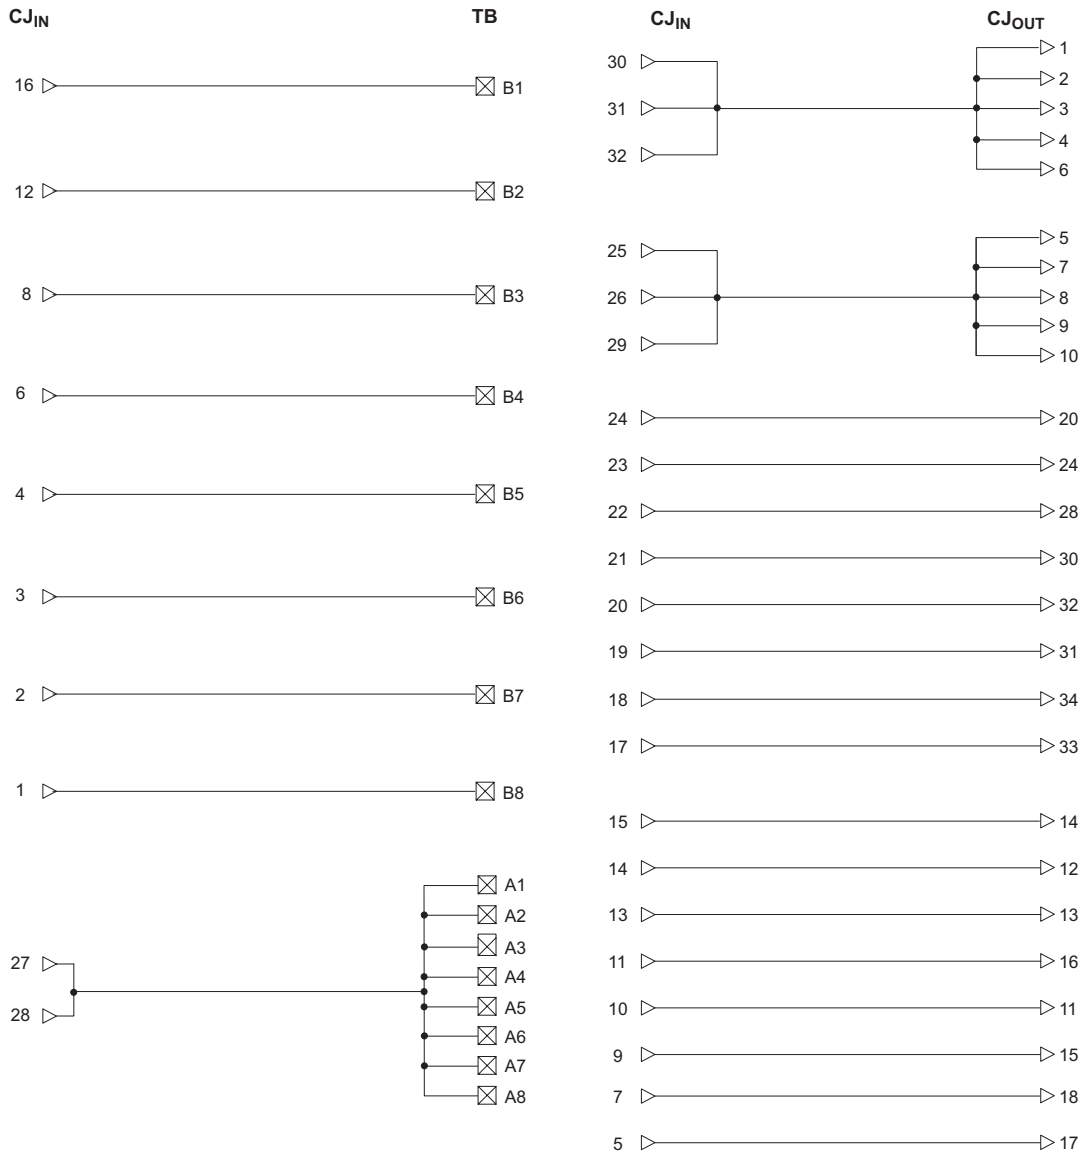 CJIN TB
16 B1
12 B2
8 B3
6 B4
4 B5
3 B6
2 B7
1 B8
A1
A2
A3
27 A4
A5
28 A6
A7
A8
CJIN CJOUT
30 1
2
31 3
4
32 6
25 5
7
26 8
9
29 10
24 20
23 24
22 28
21 30
20 32
19 31
18 34
17 33
15 14
14 12
13 13
11 16
10 11
9 15
7 18
5 17